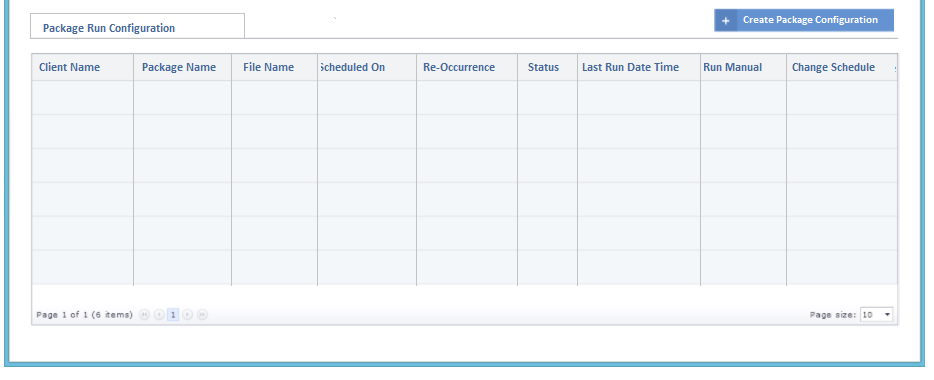 Package Run Configuration
+ Create Package Configuration
Client Name Package Name File Name Scheduled On Re-Occurrence Status Last Run Date Time Run Manual Change Schedule
Page 1 of 1 (6 items) 1 Page size: 10